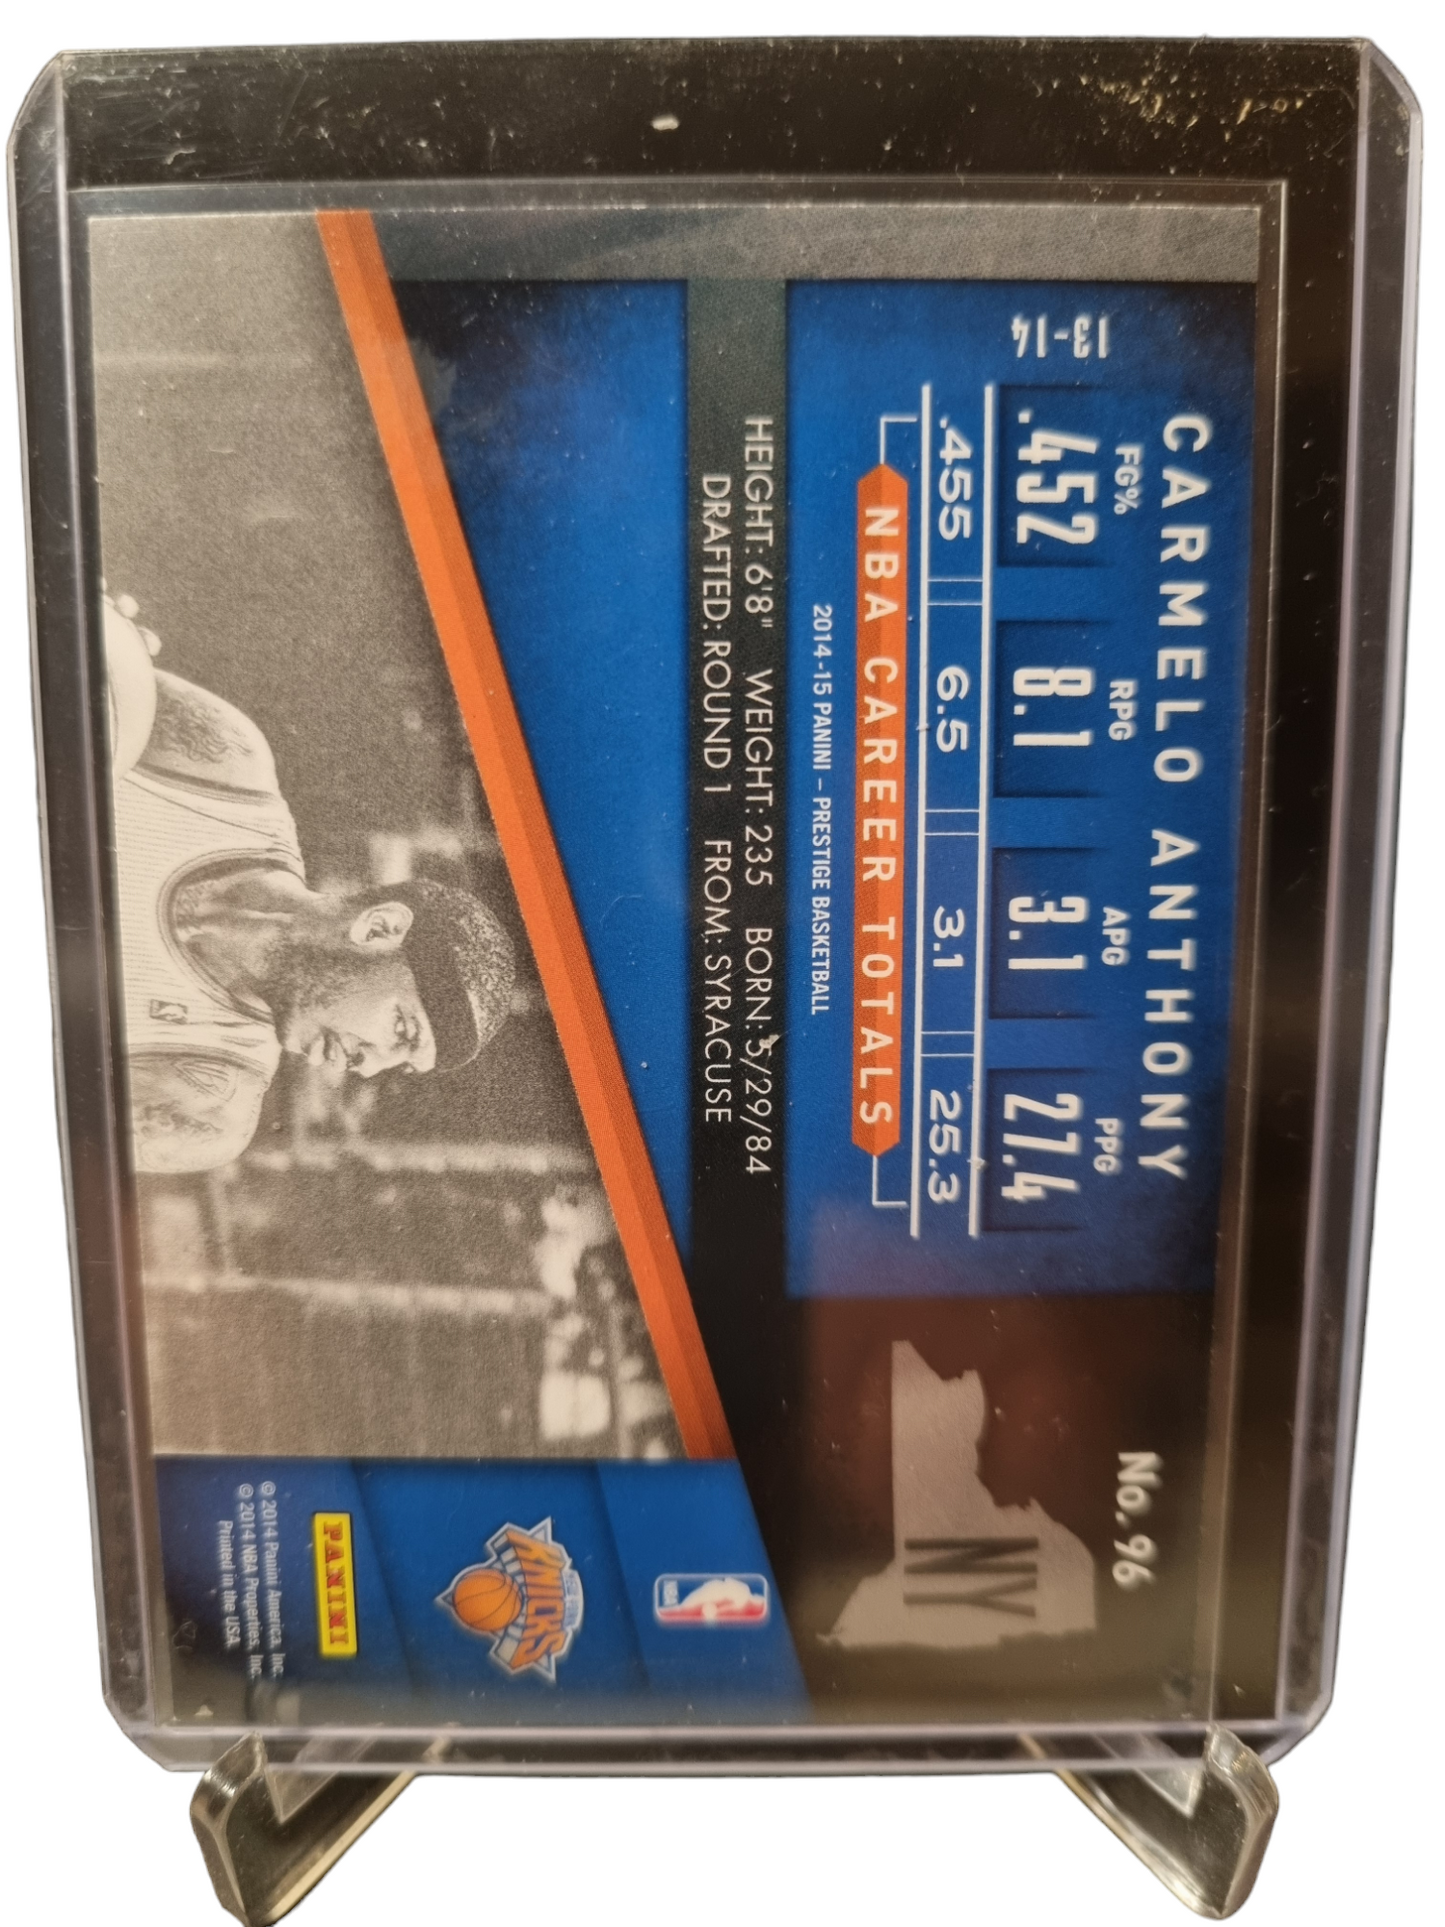 CARMELO ANTHONY
No. 96
FG% RPG APG PPG
13-14 .452 8.1 3.1 27.4
.455 6.5 3.1 25.3
NBA CAREER TOTALS
NY
2014-15 PANINI – PRESTIGE BASKETBALL
HEIGHT: 6'8" WEIGHT: 235 BORN: 5/29/84
DRAFTED: ROUND 1 FROM: SYRACUSE
NBA
NEW YORK
KNICKS
PANINI
© 2014 Panini America, Inc.
© 2014 NBA Properties, Inc.
Printed in the USA.